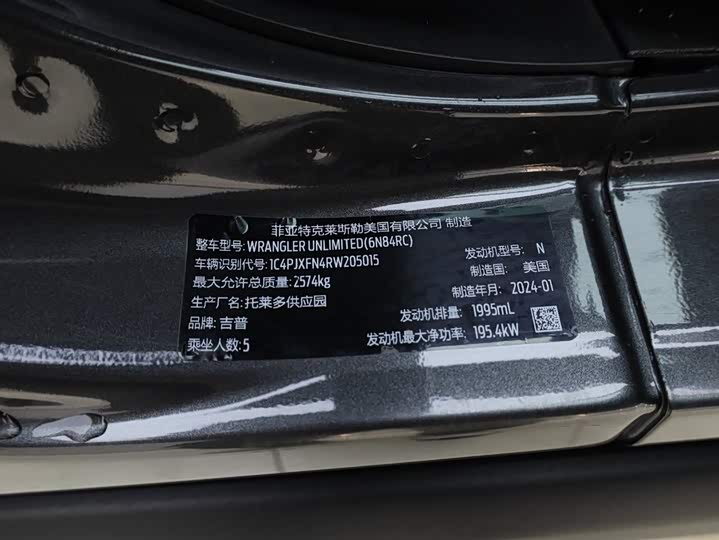 菲亚特克莱斯勒美国有限公司 制造
整车型号: WRANGLER UNLIMITED(6N84RC)
发动机型号: N
车辆识别代号: 1C4PJXFN4RW205015
制造国: 美国
最大允许总质量: 2574kg
制造年月: 2024-01
生产厂名: 托莱多供应园
发动机排量: 1995mL
品牌: 吉普
发动机最大净功率: 195.4kW
乘坐人数: 5